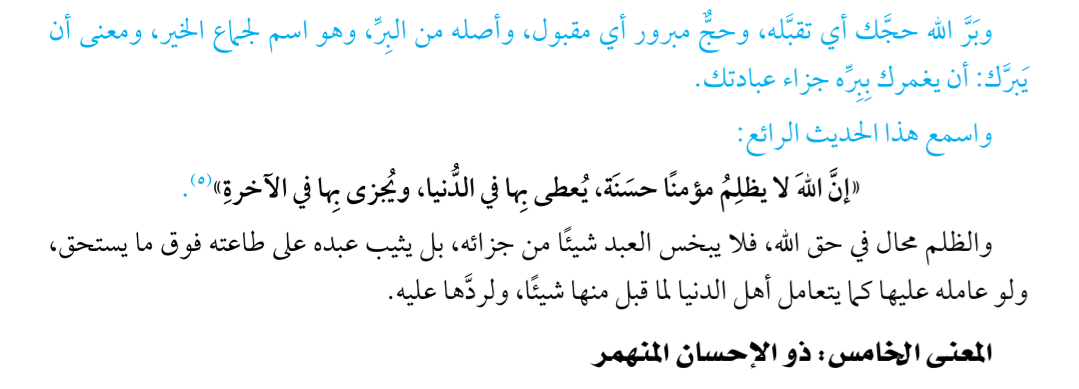 وبَرَّ الله حجَّك أي تقبَّله، وحجٌّ مبرور أي مقبول، وأصله من البِرِّ، وهو اسم لجماع الخير، ومعنى أن
يَبرَّك: أن يغمرك بِبِرِّه جزاء عبادتك.
واسمع هذا الحديث الرائع:
«إنَّ اللهَ لا يظلِمُ مؤمنًا حسَنَة، يُعطى بِها في الدُّنيا، ويُجزى بِها في الآخرةِ»(٥).
والظلم محال في حق الله، فلا يبخس العبد شيئًا من جزائه، بل يثيب عبده على طاعته فوق ما يستحق،
ولو عامله عليها كما يتعامل أهل الدنيا لما قبل منها شيئًا، ولردَّها عليه.
المعنى الخامس: ذو الإحسان المنهمر